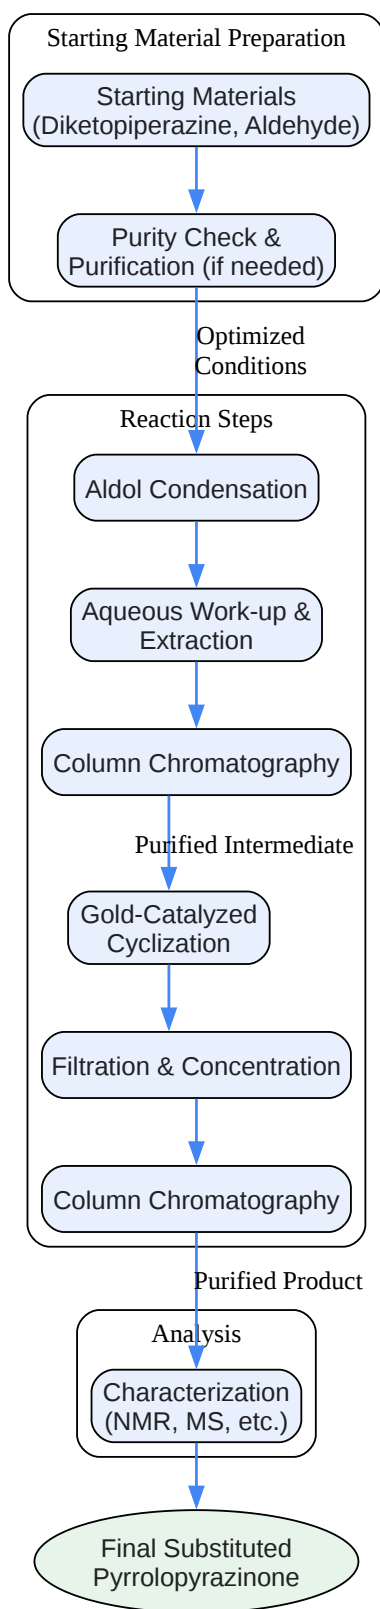 Starting Material Preparation
Starting Materials
(Diketopiperazine, Aldehyde)
Purity Check &
Purification (if needed)
Optimized
Conditions
Reaction Steps
Aldol Condensation
Aqueous Work-up &
Extraction
Column Chromatography
Purified Intermediate
Gold-Catalyzed
Cyclization
Filtration & Concentration
Column Chromatography
Purified Product
Analysis
Characterization
(NMR, MS, etc.)
Final Substituted
Pyrrolopyrazinone